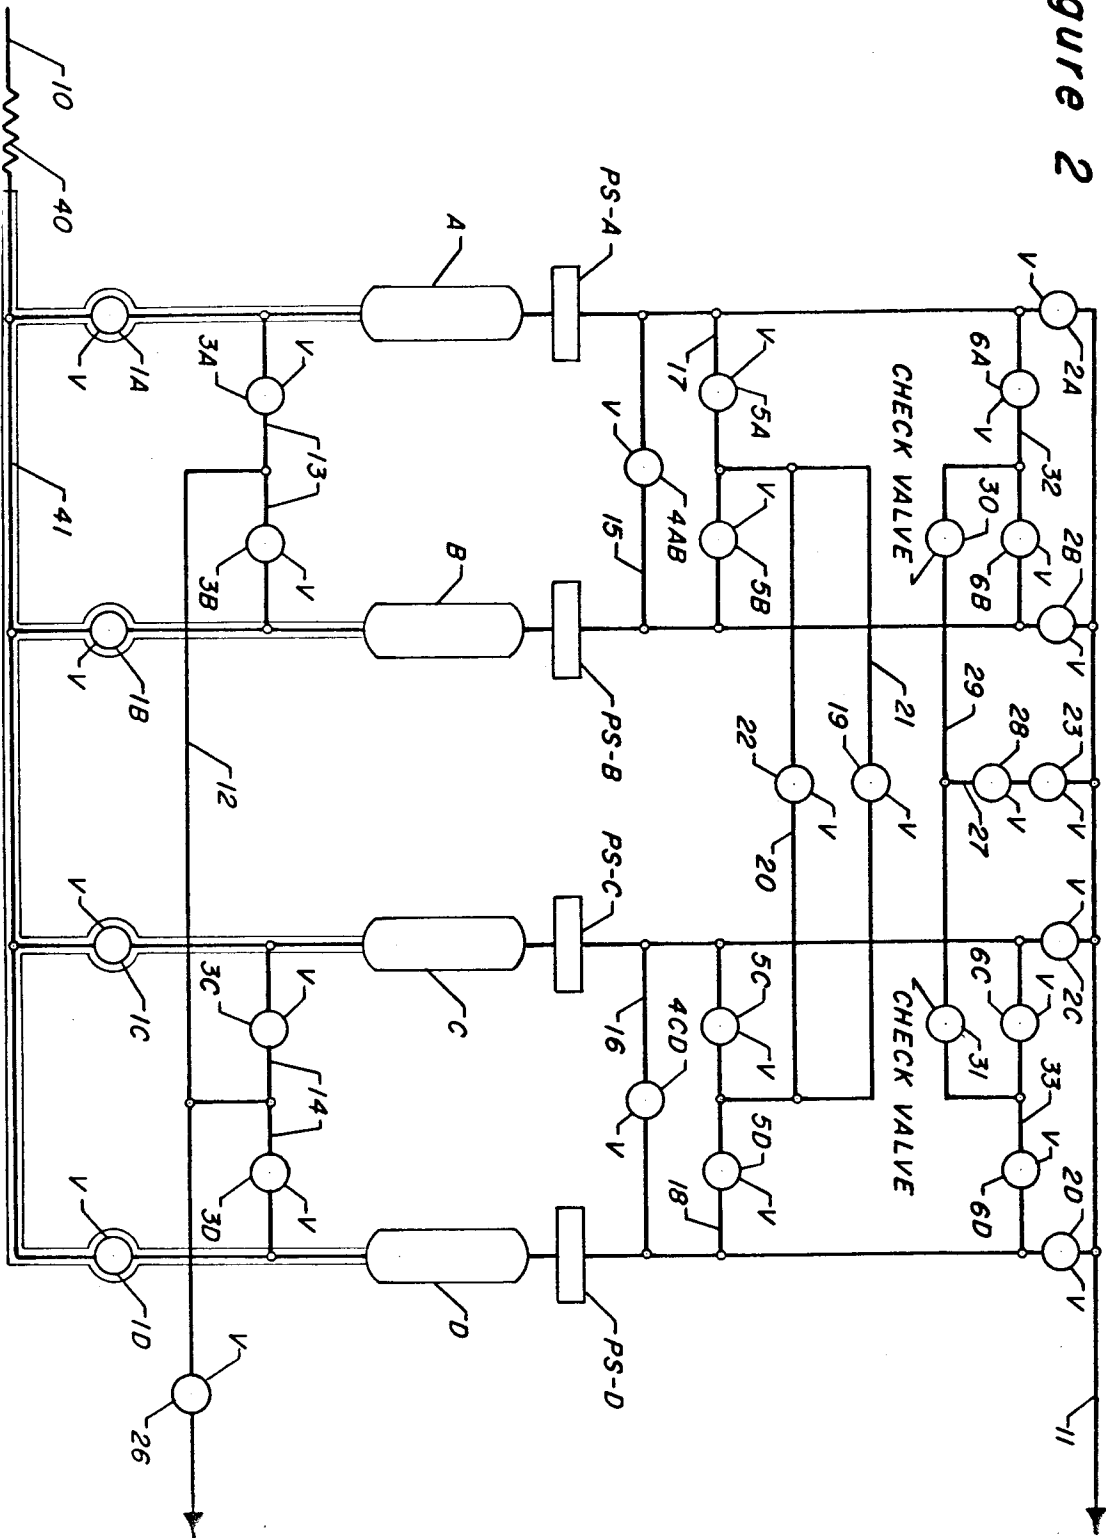 gure 2
11
V
2A
2B
23
V
V
2C
2D
V
V
6A
V
32
6B
V
28
V
27
6C
V
33
V
6D
30
29
31
CHECK VALVE
CHECK VALVE
21
19
V
22
V
20
17
V
5A
V
5B
5C
V
5D
V
18
V
4AB
15
16
4CD
V
PS-A
PS-B
PS-C
PS-D
A
B
C
D
3A
V
13
3B
V
3C
V
14
3D
V
12
V
26
1A
V
1B
V
1C
V
1D
V
10
40
41